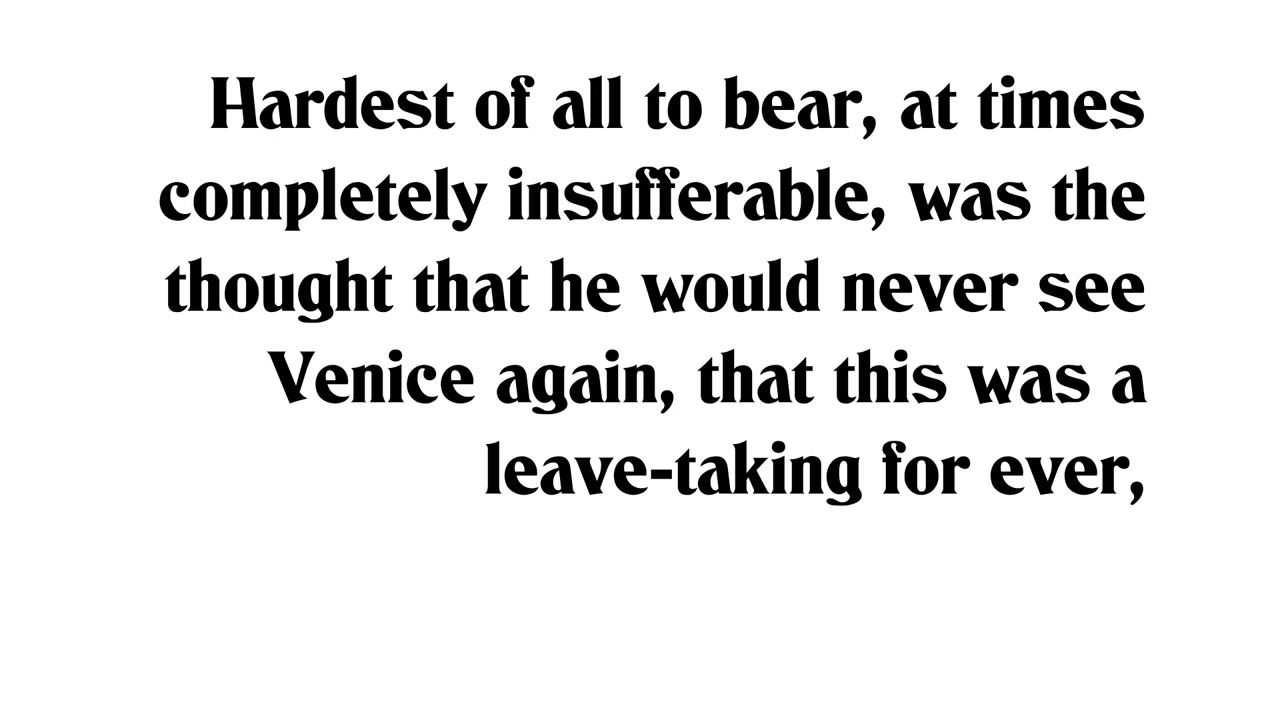 Hardest of all to bear, at times
completely insufferable, was the
thought that he would never see
Venice again, that this was a
leave-taking for ever,